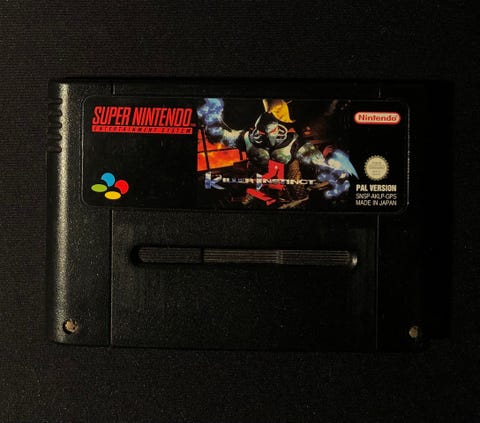 SUPER NINTENDO
ENTERTAINMENT SYSTEM
KILLER INSTINCT
Nintendo
PAL VERSION
SNSP-AKLP-GPS
MADE IN JAPAN